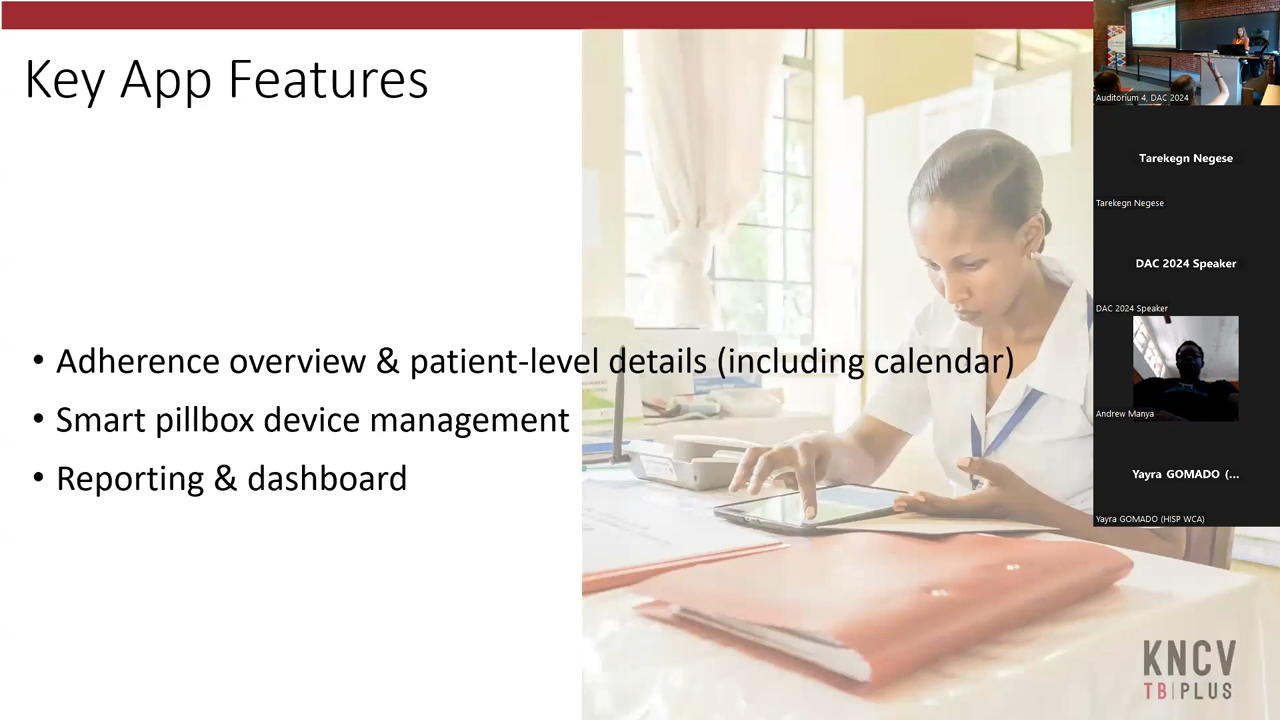 Key App Features
• Adherence overview & patient-level details (including calendar)
• Smart pillbox device management
• Reporting & dashboard
KNCV
TB|PLUS
Auditorium 4, DAC 2024
Tarekegn Negese
Tarekegn Negese
DAC 2024 Speaker
DAC 2024 Speaker
Andrew Manya
Yayra GOMADO (...
Yayra GOMADO (HISP WCA)